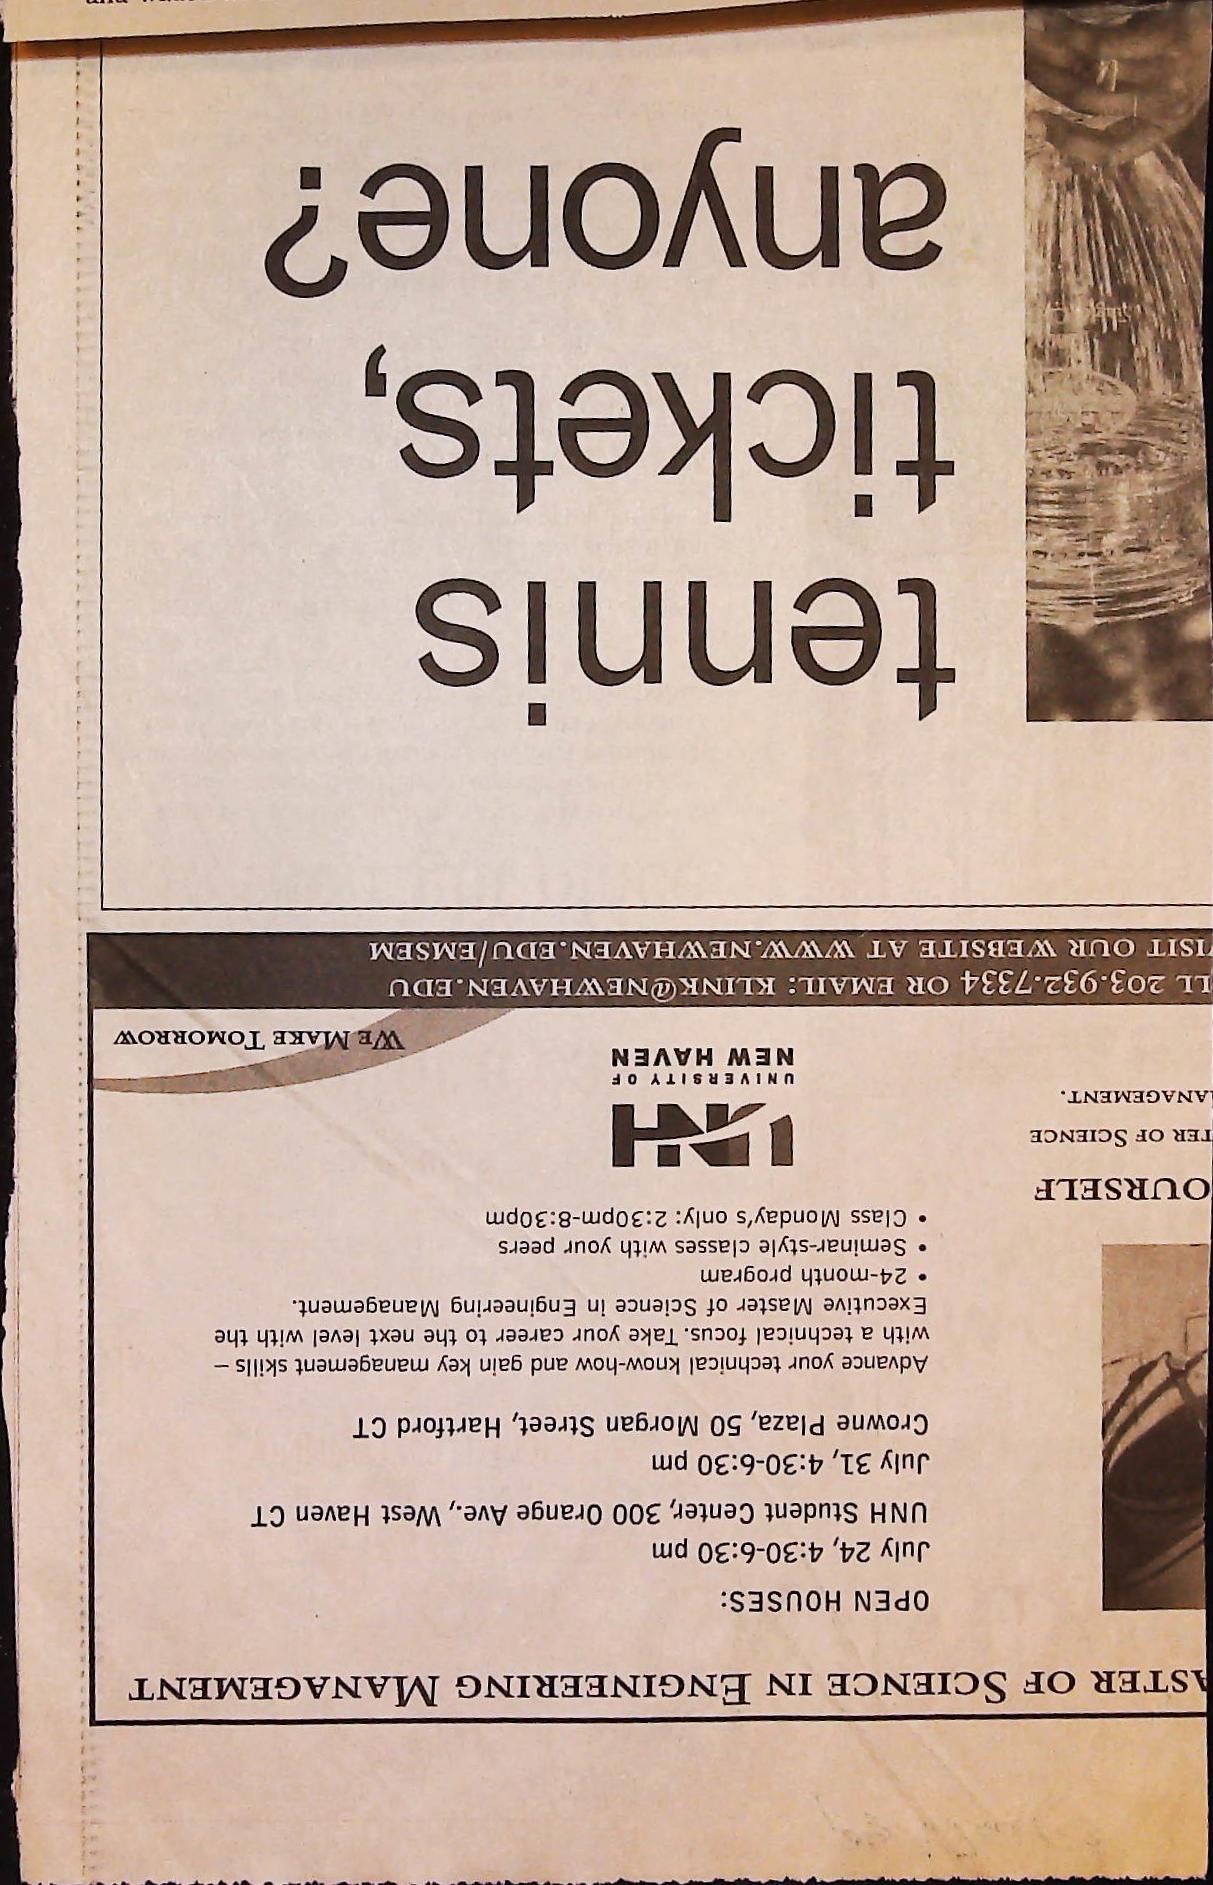 ASTER OF SCIENCE IN ENGINEERING MANAGEMENT
OPEN HOUSES:
July 24, 4:30-6:30 pm
UNH Student Center, 300 Orange Ave., West Haven CT
July 31, 4:30-6:30 pm
Crowne Plaza, 50 Morgan Street, Hartford CT
Advance your technical know-how and gain key management skills –
with a technical focus. Take your career to the next level with the
Executive Master of Science in Engineering Management.
• 24-month program
• Seminar-style classes with your peers
• Class Monday's only: 2:30pm-8:30pm
OURSELF
TER OF SCIENCE
ANAGEMENT.
UNH
UNIVERSITY OF
NEW HAVEN
WE MAKE TOMORROW
LL 203.932.7334 OR EMAIL: KLINK@NEWHAVEN.EDU
ISIT OUR WEBSITE AT WWW.NEWHAVEN.EDU/EMSEM
tennis
tickets,
anyone?